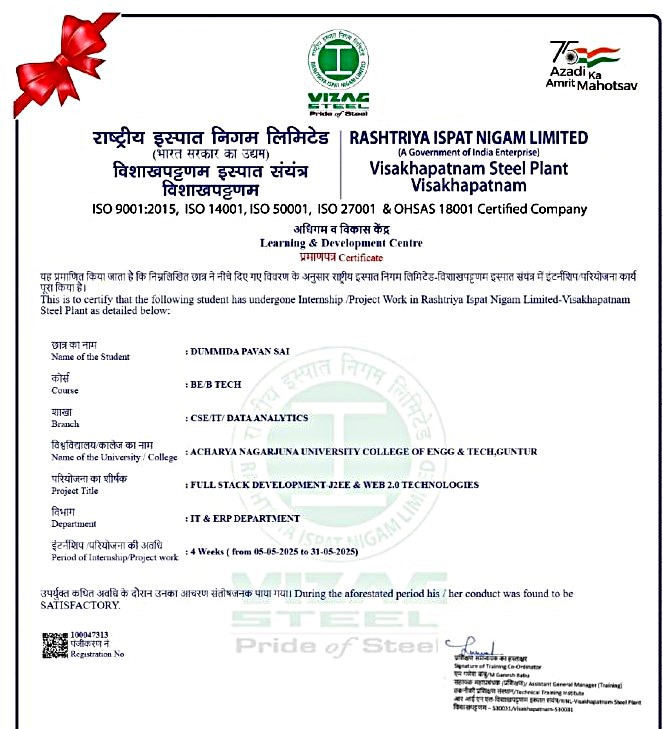 राष्ट्रीय इस्पात निगम लिमिटेड
RASHTRIYA ISPAT NIGAM LIMITED
VIZAG
STEEL
Pride of Steel
75
Azadi Ka
Amrit Mahotsav
राष्ट्रीय इस्पात निगम लिमिटेड
(भारत सरकार का उद्यम)
विशाखपट्टणम इस्पात संयंत्र
विशाखपट्टणम
RASHTRIYA ISPAT NIGAM LIMITED
(A Government of India Enterprise)
Visakhapatnam Steel Plant
Visakhapatnam
ISO 9001:2015, ISO 14001, ISO 50001, ISO 27001 & OHSAS 18001 Certified Company
अधिगम व विकास केंद्र
Learning & Development Centre
प्रमाणपत्र Certificate
यह प्रमाणित किया जाता है कि निम्नलिखित छात्र ने नीचे दिए गए विवरण के अनुसार राष्ट्रीय इस्पात निगम लिमिटेड-विशाखपट्टणम इस्पात संयंत्र में इंटर्नशिप/परियोजना कार्य
पूरा किया है।
This is to certify that the following student has undergone Internship /Project Work in Rashtriya Ispat Nigam Limited-Visakhapatnam
Steel Plant as detailed below:
छात्र का नाम
Name of the Student : DUMMIDA PAVAN SAI
कोर्स
Course : BE/B TECH
शाखा
Branch : CSE/IT/ DATA ANALYTICS
विश्वविद्यालय/कालेज का नाम
Name of the University / College : ACHARYA NAGARJUNA UNIVERSITY COLLEGE OF ENGG & TECH,GUNTUR
परियोजना का शीर्षक
Project Title : FULL STACK DEVELOPMENT-J2EE & WEB 2.0 TECHNOLOGIES
विभाग
Department : IT & ERP DEPARTMENT
इंटर्नशिप /परियोजना की अवधि
Period of Internship/Project work : 4 Weeks ( from 05-05-2025 to 31-05-2025)
राष्ट्रीय इस्पात निगम लिमिटेड
RASHTRIYA ISPAT NIGAM LIMITED
उपर्युक्त कथित अवधि के दौरान उनका आचरण संतोषजनक पाया गया। During the aforestated period his / her conduct was found to be
SATISFACTORY.
VIZAG
STEEL
Pride of Steel
100047313
पंजीकरण नं
Registration No
प्रशिक्षण समन्वयक का हस्ताक्षर
Signature of Training Co-Ordinator
एम गणेश बाबु/M Ganesh Babu
सहायक महाप्रबंधक (प्रशिक्षण)/ Assistant General Manager (Training)
तकनीकी प्रशिक्षण संस्थान/Technical Training Institute
आर आई एन एल-विशाखपट्टणम इस्पात संयंत्र/RINL-Visakhapatnam Steel Plant
विशाखपट्टणम - 530031/Visakhapatnam-530031